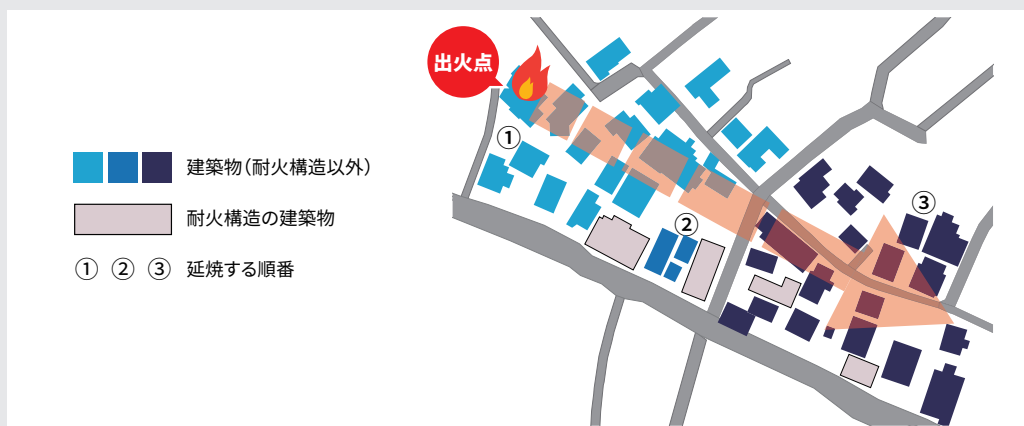 出火点
①
②
③
建築物(耐火構造以外)
耐火構造の建築物
① ② ③ 延焼する順番